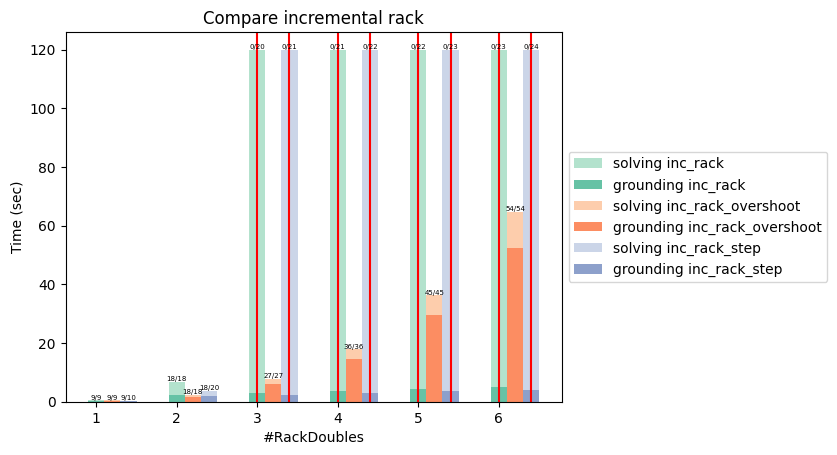 Compare incremental rack
120
100
80
60
40
20
0
Time (sec)
0/20 0/21 0/21 0/22 0/22 0/23 0/23 0/24
54/54
45/45
36/36
27/27
18/18 18/18 18/20
9/9 9/9 9/10
1 2 3 4 5 6
#RackDoubles
solving inc_rack
grounding inc_rack
solving inc_rack_overshoot
grounding inc_rack_overshoot
solving inc_rack_step
grounding inc_rack_step